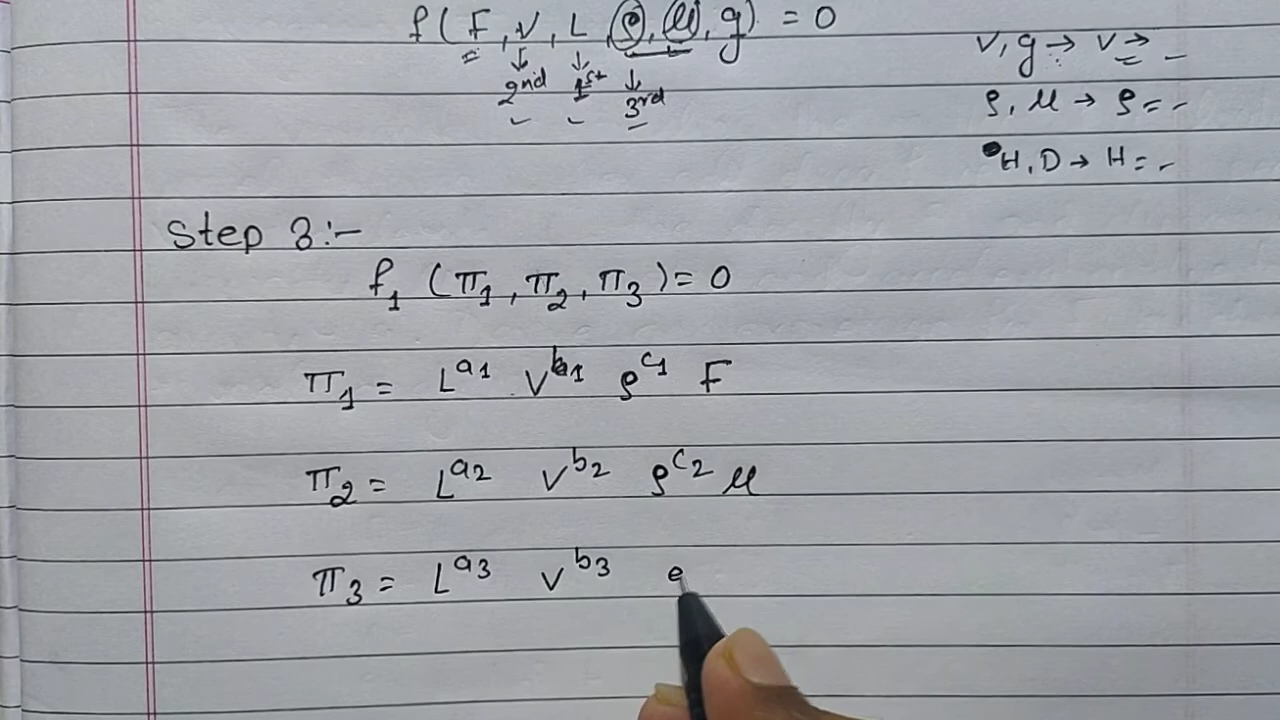 f(F, V, L, ρ, μ, g) = 0
2nd 1st 3rd
V, g → V → -
ρ, μ → ρ = -
H, D → H = -
Step 3:-
f₁ (π₁, π₂, π₃) = 0
π₁ = L^a₁ V^b₁ ρ^c₁ F
π₂ = L^a₂ V^b₂ ρ^c₂ μ
π₃ = L^a₃ V^b₃ ρ